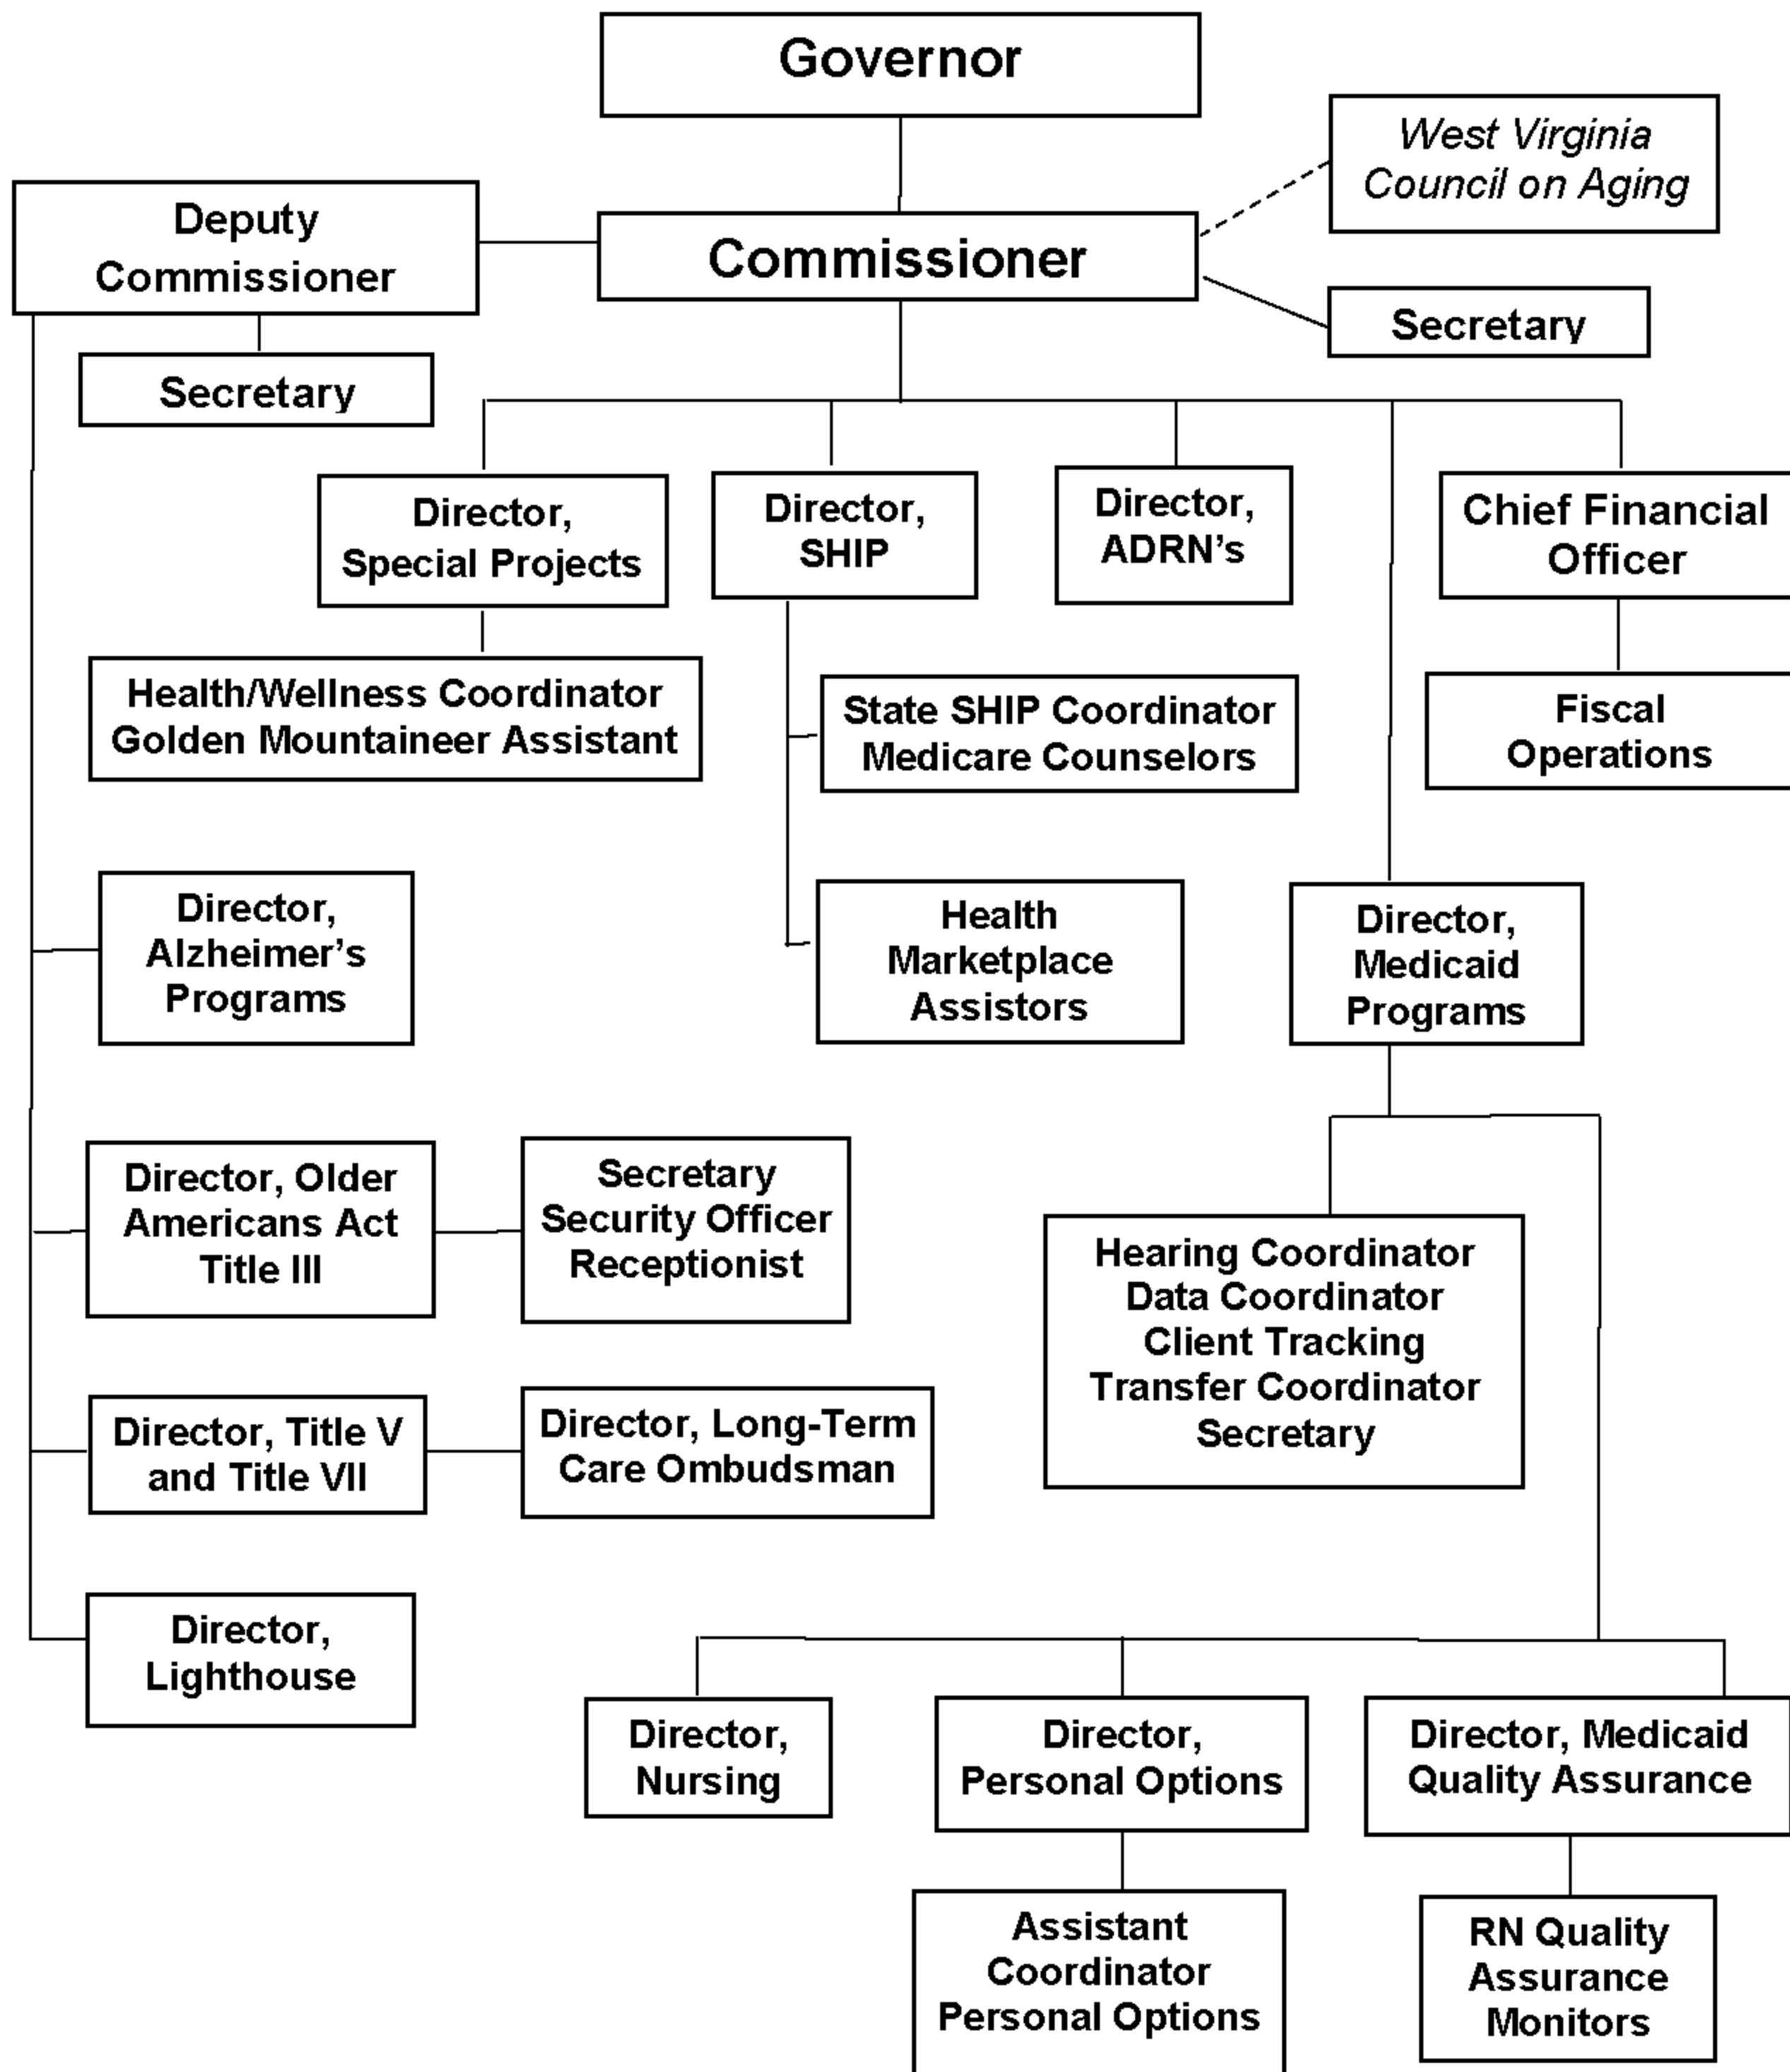 Governor
West Virginia
Council on Aging
Deputy
Commissioner
Commissioner
Secretary
Secretary
Director,
Special Projects
Director,
SHIP
Director,
ADRN’s
Chief Financial
Officer
Health/Wellness Coordinator
Golden Mountaineer Assistant
State SHIP Coordinator
Medicare Counselors
Fiscal
Operations
Director,
Alzheimer’s
Programs
Health
Marketplace
Assistors
Director,
Medicaid
Programs
Director, Older
Americans Act
Title III
Secretary
Security Officer
Receptionist
Hearing Coordinator
Data Coordinator
Client Tracking
Transfer Coordinator
Secretary
Director, Title V
and Title VII
Director, Long-Term
Care Ombudsman
Director,
Lighthouse
Director,
Nursing
Director,
Personal Options
Director, Medicaid
Quality Assurance
Assistant
Coordinator
Personal Options
RN Quality
Assurance
Monitors